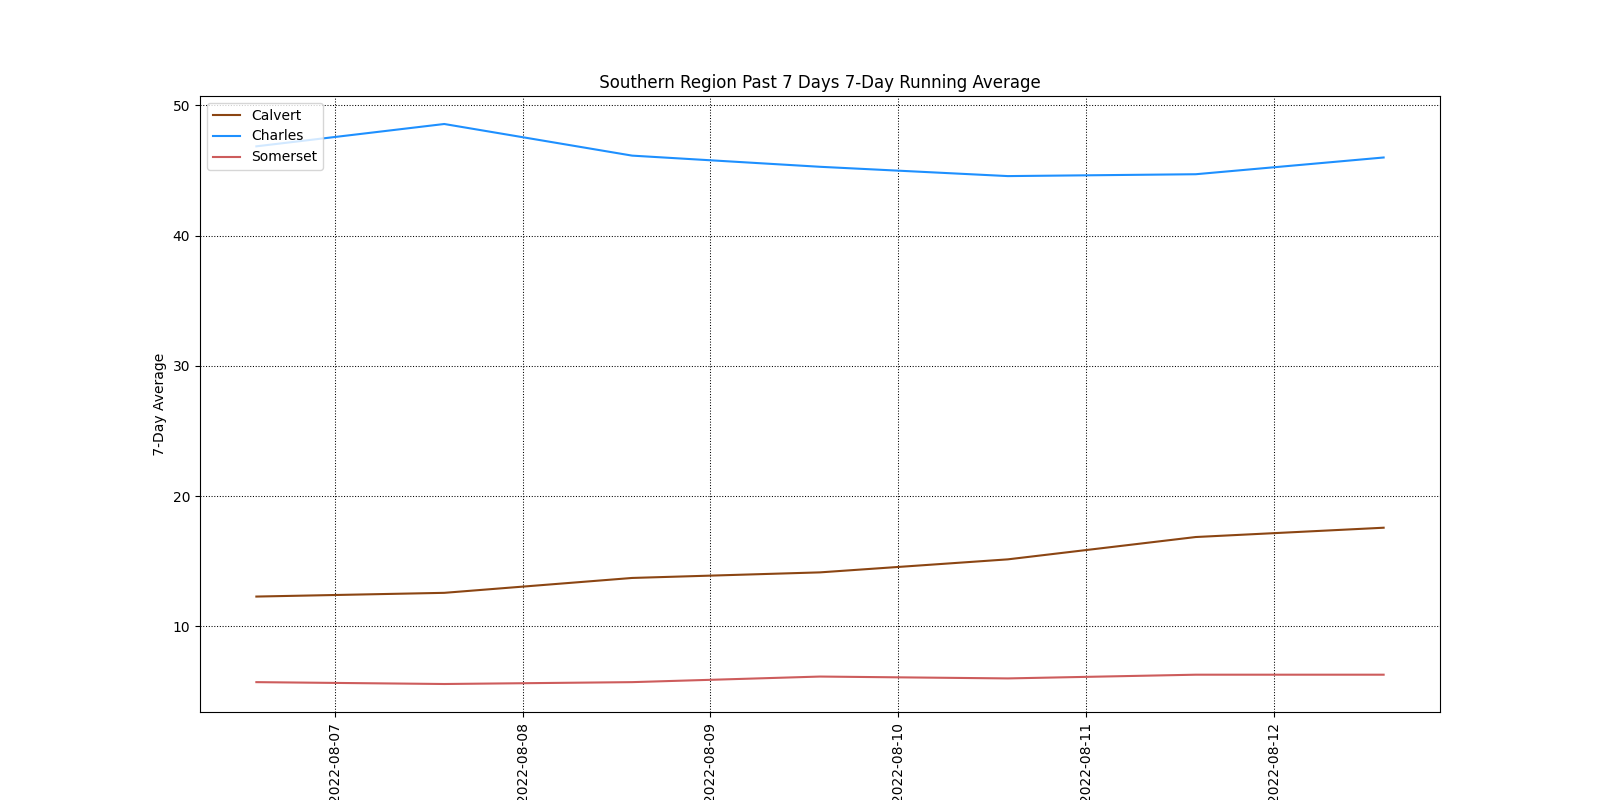 Southern Region Past 7 Days 7-Day Running Average
Calvert
Charles
Somerset
7-Day Average
50
40
30
20
10
2022-08-07
2022-08-08
2022-08-09
2022-08-10
2022-08-11
2022-08-12